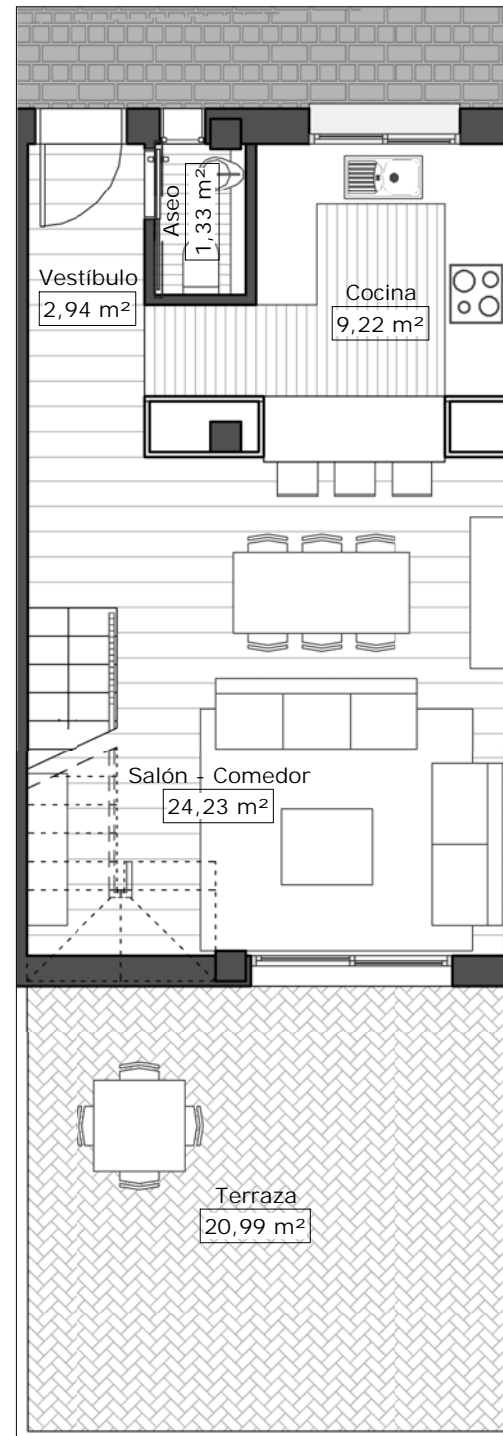 Aseo
1,33 m²
Vestíbulo
2,94 m²
Cocina
9,22 m²
Salón - Comedor
24,23 m²
Terraza
20,99 m²